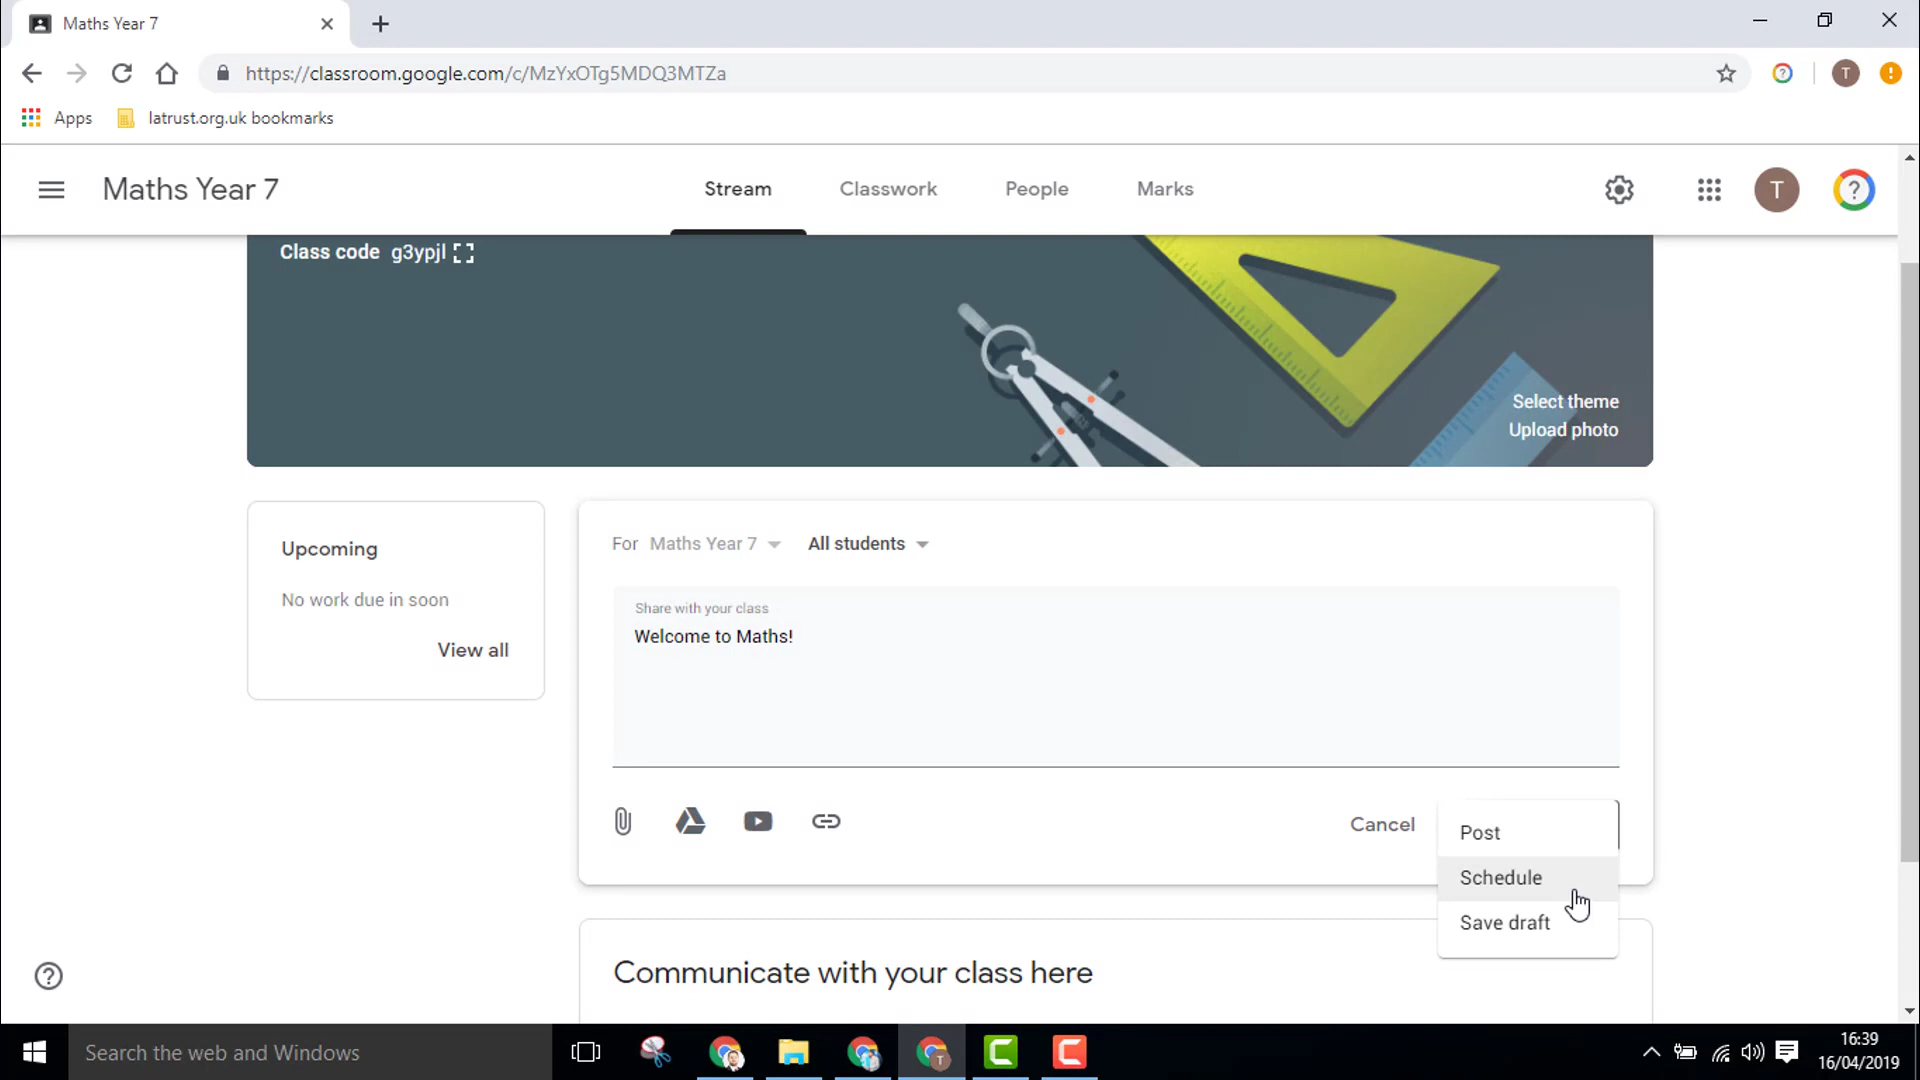 Maths Year 7
https://classroom.google.com/c/MzYxOTg5MDQ3MTZa
T
Apps
latrust.org.uk bookmarks
Maths Year 7
Stream
Classwork
People
Marks
T
?
Class code g3ypjl
Select theme
Upload photo
Upcoming
No work due in soon
View all
For Maths Year 7
All students
Share with your class
Welcome to Maths!
Cancel
Post
Schedule
Save draft
Communicate with your class here
Search the web and Windows
16:39
16/04/2019